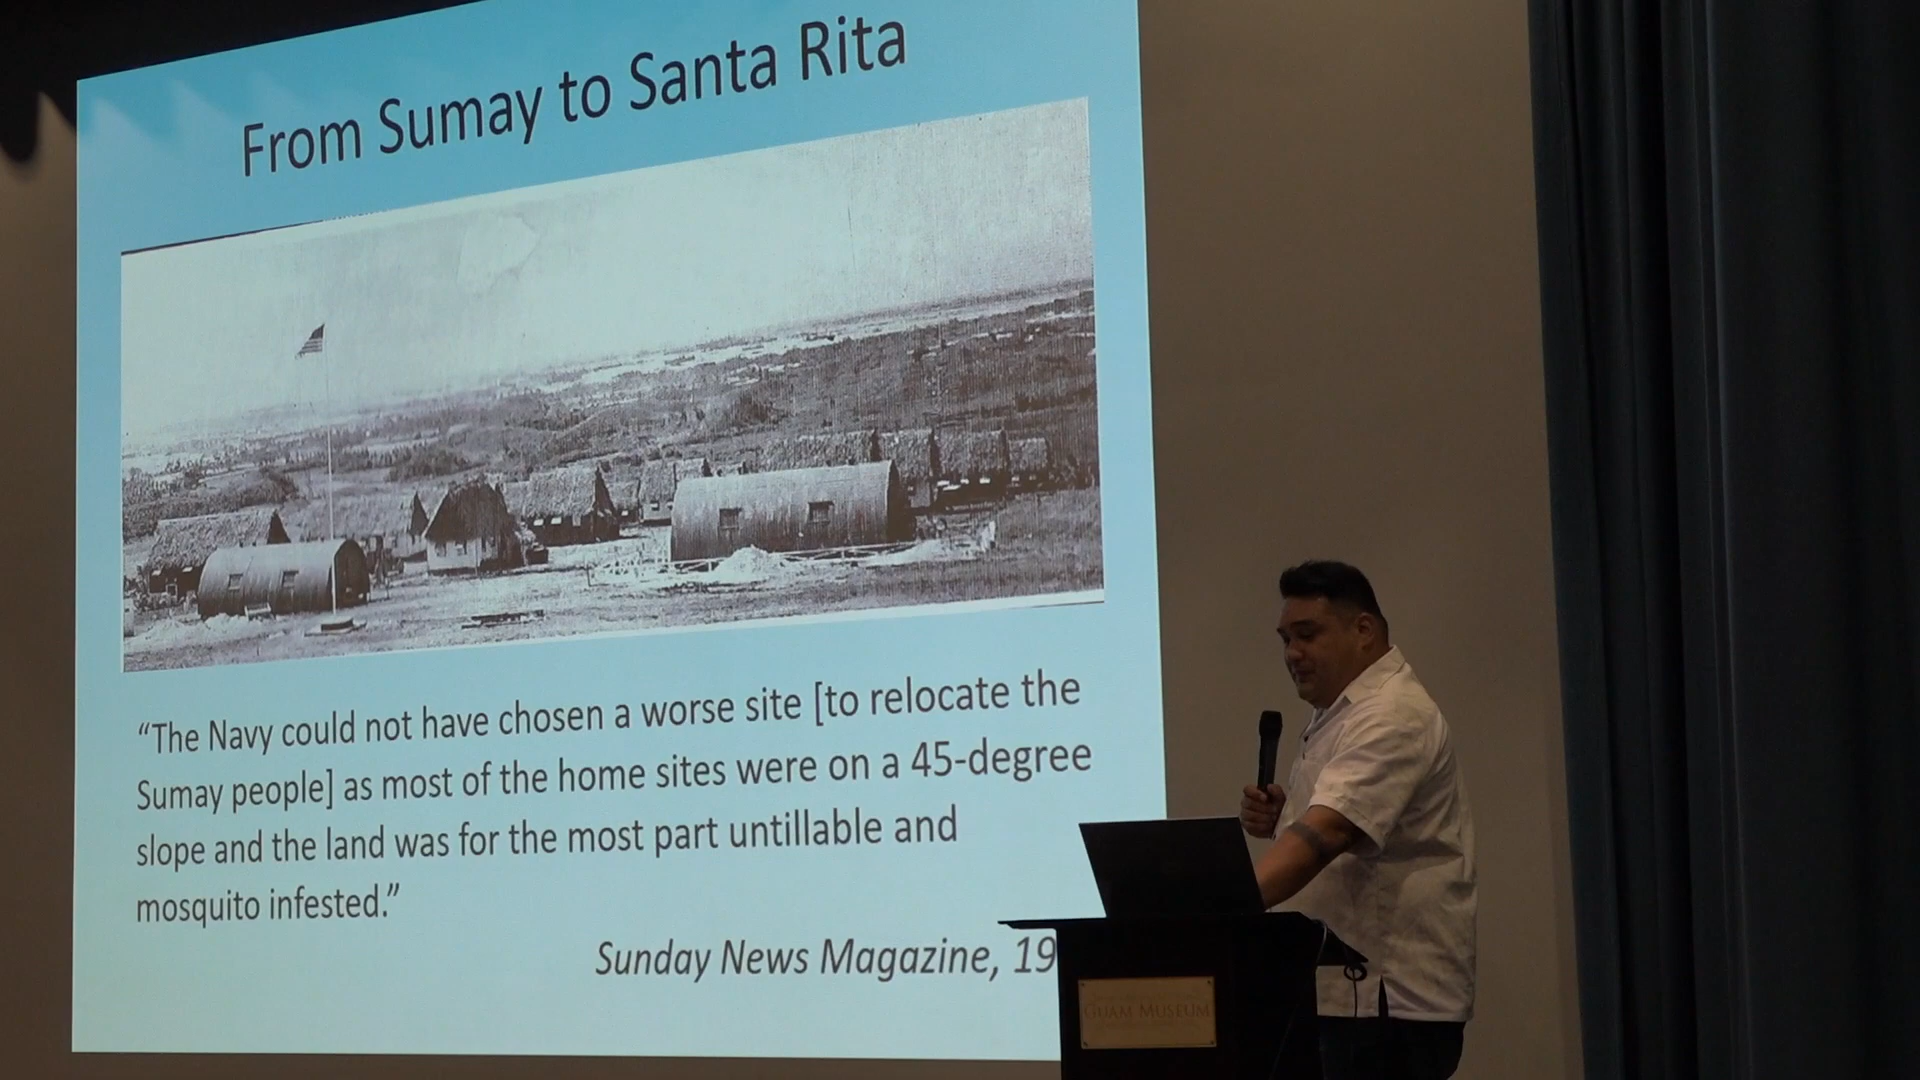 From Sumay to Santa Rita
“The Navy could not have chosen a worse site [to relocate the
Sumay people] as most of the home sites were on a 45-degree
slope and the land was for the most part untillable and
mosquito infested.”
Sunday News Magazine, 19
GUAM MUSEUM